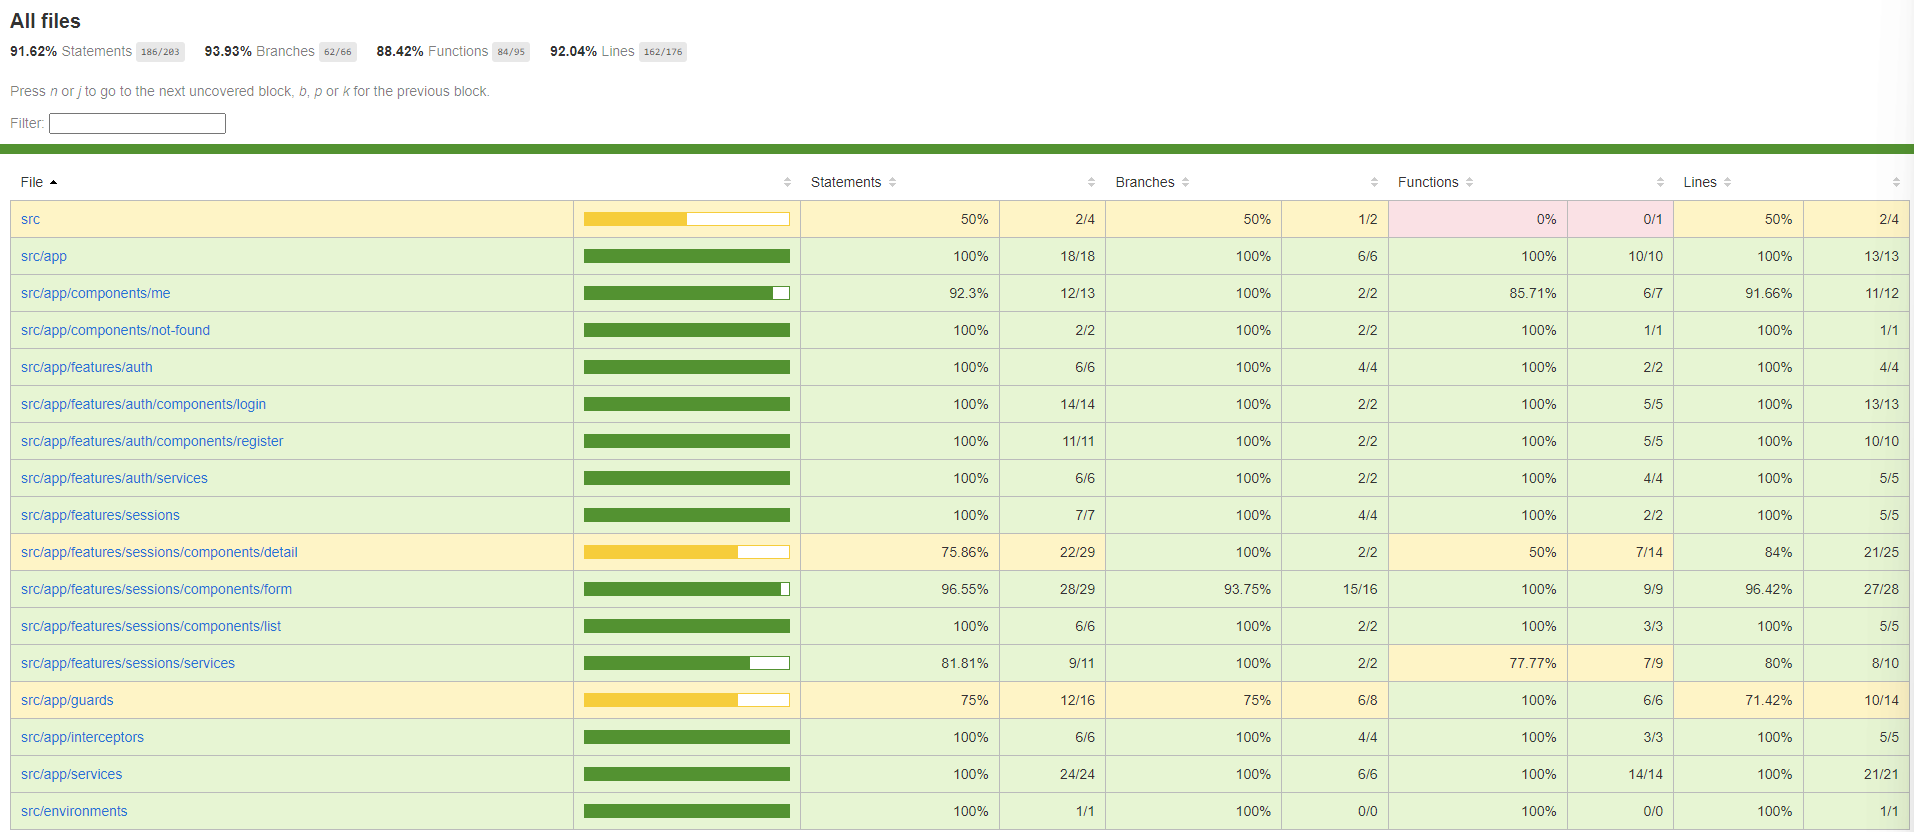 All files
91.62% Statements 186/203 93.93% Branches 62/66 88.42% Functions 84/95 92.04% Lines 162/176
Press n or j to go to the next uncovered block, b, p or k for the previous block.
Filter:
File Statements Branches Functions Lines
src 50% 2/4 50% 1/2 0% 0/1 50% 2/4
src/app 100% 18/18 100% 6/6 100% 10/10 100% 13/13
src/app/components/me 92.3% 12/13 100% 2/2 85.71% 6/7 91.66% 11/12
src/app/components/not-found 100% 2/2 100% 2/2 100% 1/1 100% 1/1
src/app/features/auth 100% 6/6 100% 4/4 100% 2/2 100% 4/4
src/app/features/auth/components/login 100% 14/14 100% 2/2 100% 5/5 100% 13/13
src/app/features/auth/components/register 100% 11/11 100% 2/2 100% 5/5 100% 10/10
src/app/features/auth/services 100% 6/6 100% 2/2 100% 4/4 100% 5/5
src/app/features/sessions 100% 7/7 100% 4/4 100% 2/2 100% 5/5
src/app/features/sessions/components/detail 75.86% 22/29 100% 2/2 50% 7/14 84% 21/25
src/app/features/sessions/components/form 96.55% 28/29 93.75% 15/16 100% 9/9 96.42% 27/28
src/app/features/sessions/components/list 100% 6/6 100% 2/2 100% 3/3 100% 5/5
src/app/features/sessions/services 81.81% 9/11 100% 2/2 77.77% 7/9 80% 8/10
src/app/guards 75% 12/16 75% 6/8 100% 6/6 71.42% 10/14
src/app/interceptors 100% 6/6 100% 4/4 100% 3/3 100% 5/5
src/app/services 100% 24/24 100% 6/6 100% 14/14 100% 21/21
src/environments 100% 1/1 100% 0/0 100% 0/0 100% 1/1